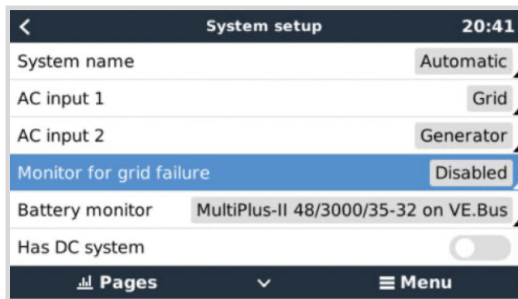 System setup 20:41
System name Automatic
AC input 1 Grid
AC input 2 Generator
Monitor for grid failure Disabled
Battery monitor MultiPlus-II 48/3000/35-32 on VE.Bus
Has DC system
Pages Menu